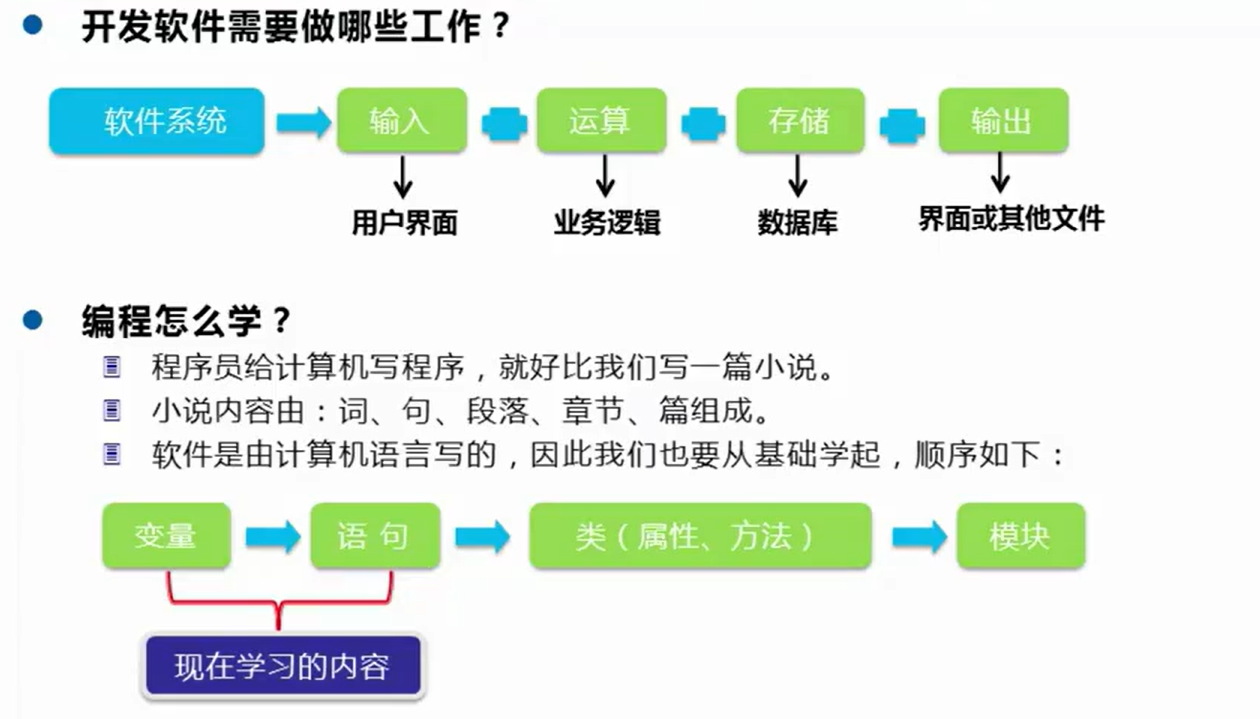 开发软件需要做哪些工作？
软件系统 输入 运算 存储 输出
用户界面 业务逻辑 数据库 界面或其他文件
编程怎么学？
程序员给计算机写程序，就好比我们写一篇小说。
小说内容由：词、句、段落、章节、篇组成。
软件是由计算机语言写的，因此我们也要从基础学起，顺序如下：
变量 语 句 类（属性、方法） 模块
现在学习的内容